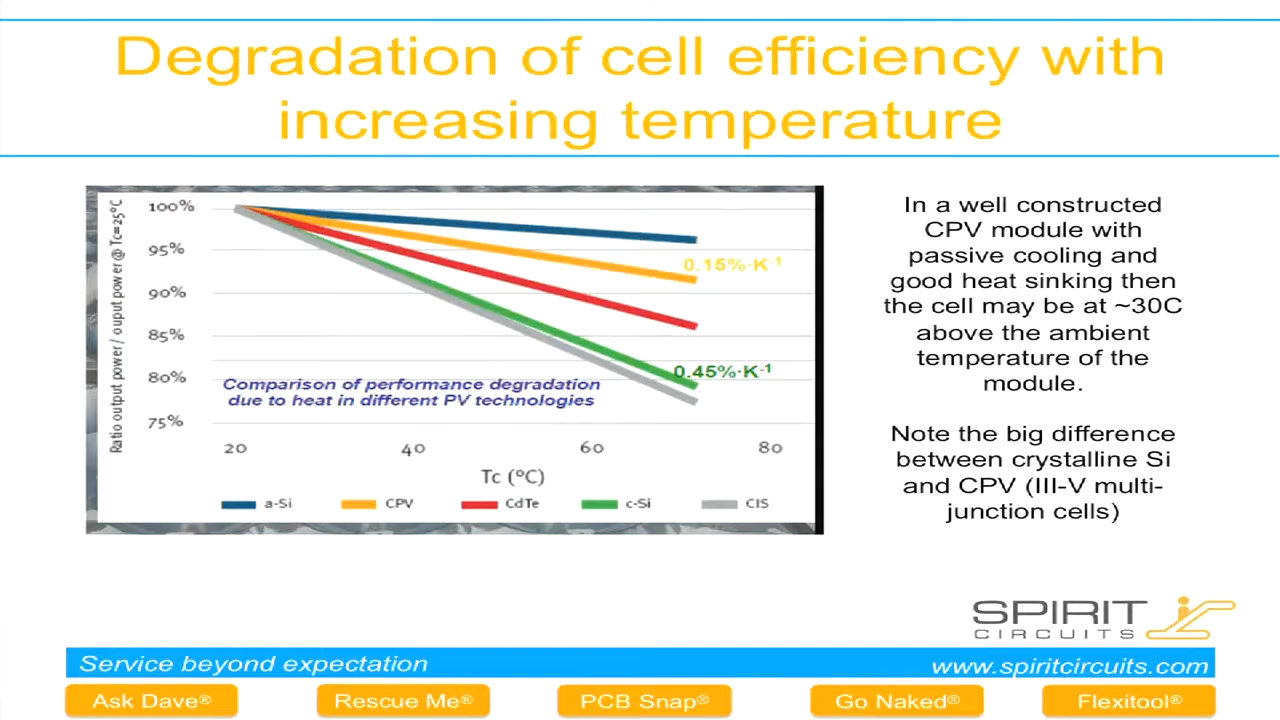 Degradation of cell efficiency with
increasing temperature
Ratio output power / ouput power @ Tc=25°C
100%
95%
90%
85%
80%
75%
0.15%·K-1
0.45%·K-1
Comparison of performance degradation
due to heat in different PV technologies
20 40 60 80
Tc (°C)
a-Si CPV CdTe c-Si CIS
In a well constructed
CPV module with
passive cooling and
good heat sinking then
the cell may be at ~30C
above the ambient
temperature of the
module.
Note the big difference
between crystalline Si
and CPV (III-V multi-
junction cells)
SPIRIT
CIRCUITS
Service beyond expectation
www.spiritcircuits.com
Ask Dave® Rescue Me® PCB Snap® Go Naked® Flexitool®